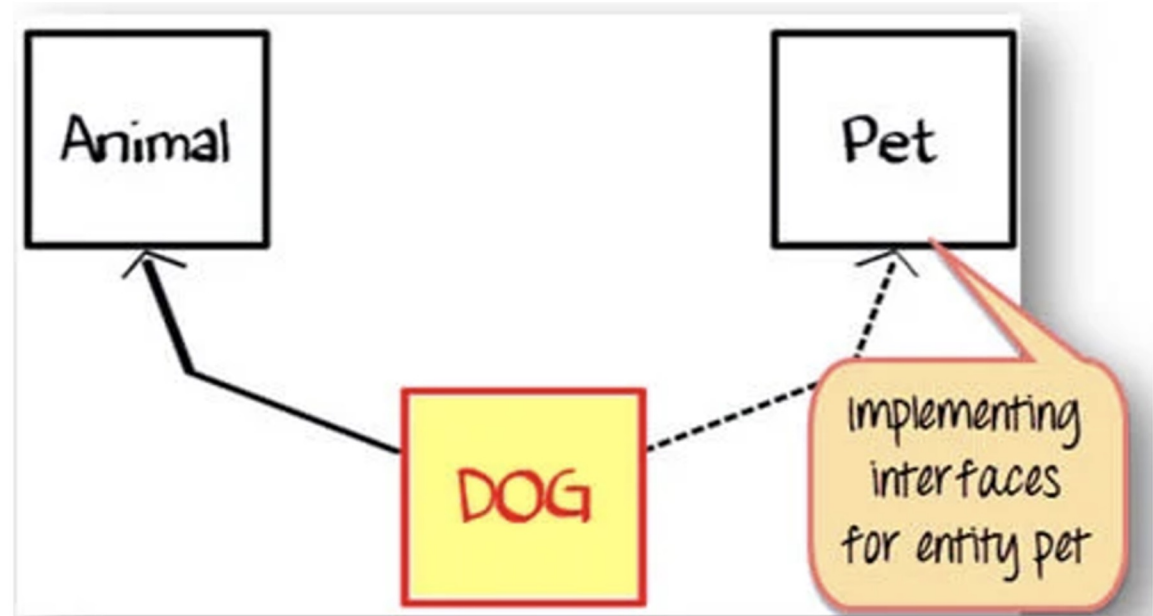 Animal
Pet
DOG
Implementing
interfaces
for entity pet